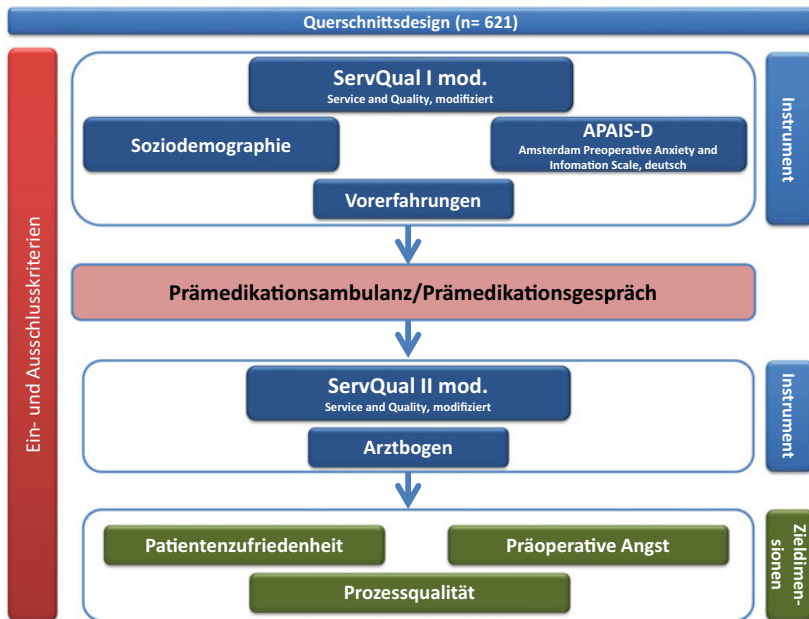 Querschnittsdesign (n= 621)
Ein- und Ausschlusskriterien
ServQual I mod.
Service and Quality, modifiziert
Soziodemographie
APAIS-D
Amsterdam Preoperative Anxiety and
Infomation Scale, deutsch
Vorerfahrungen
Instrument
Prämedikationsambulanz/Prämedikationsgespräch
ServQual II mod.
Service and Quality, modifiziert
Arztbogen
Instrument
Patientenzufriedenheit
Präoperative Angst
Prozessqualität
Zieldimen-
sionen